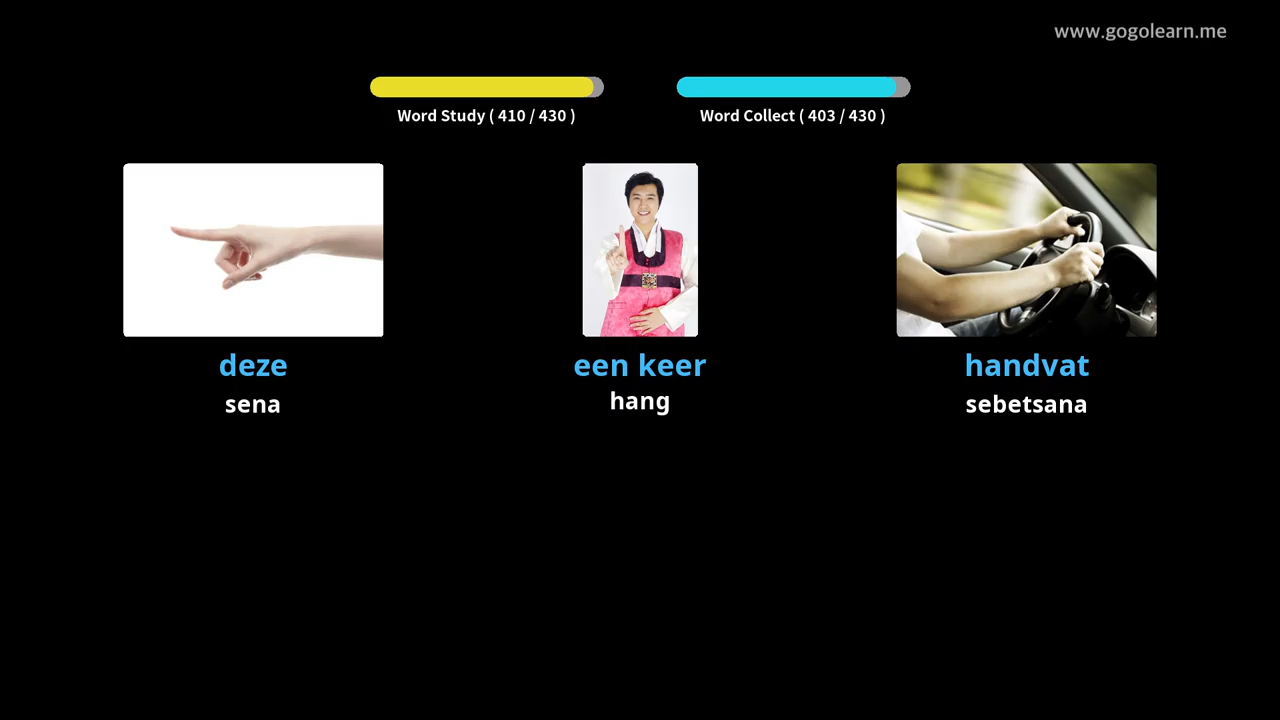 www.gogolearn.me
Word Study ( 410 / 430 )
Word Collect ( 403 / 430 )
deze
sena
een keer
hang
handvat
sebetsana